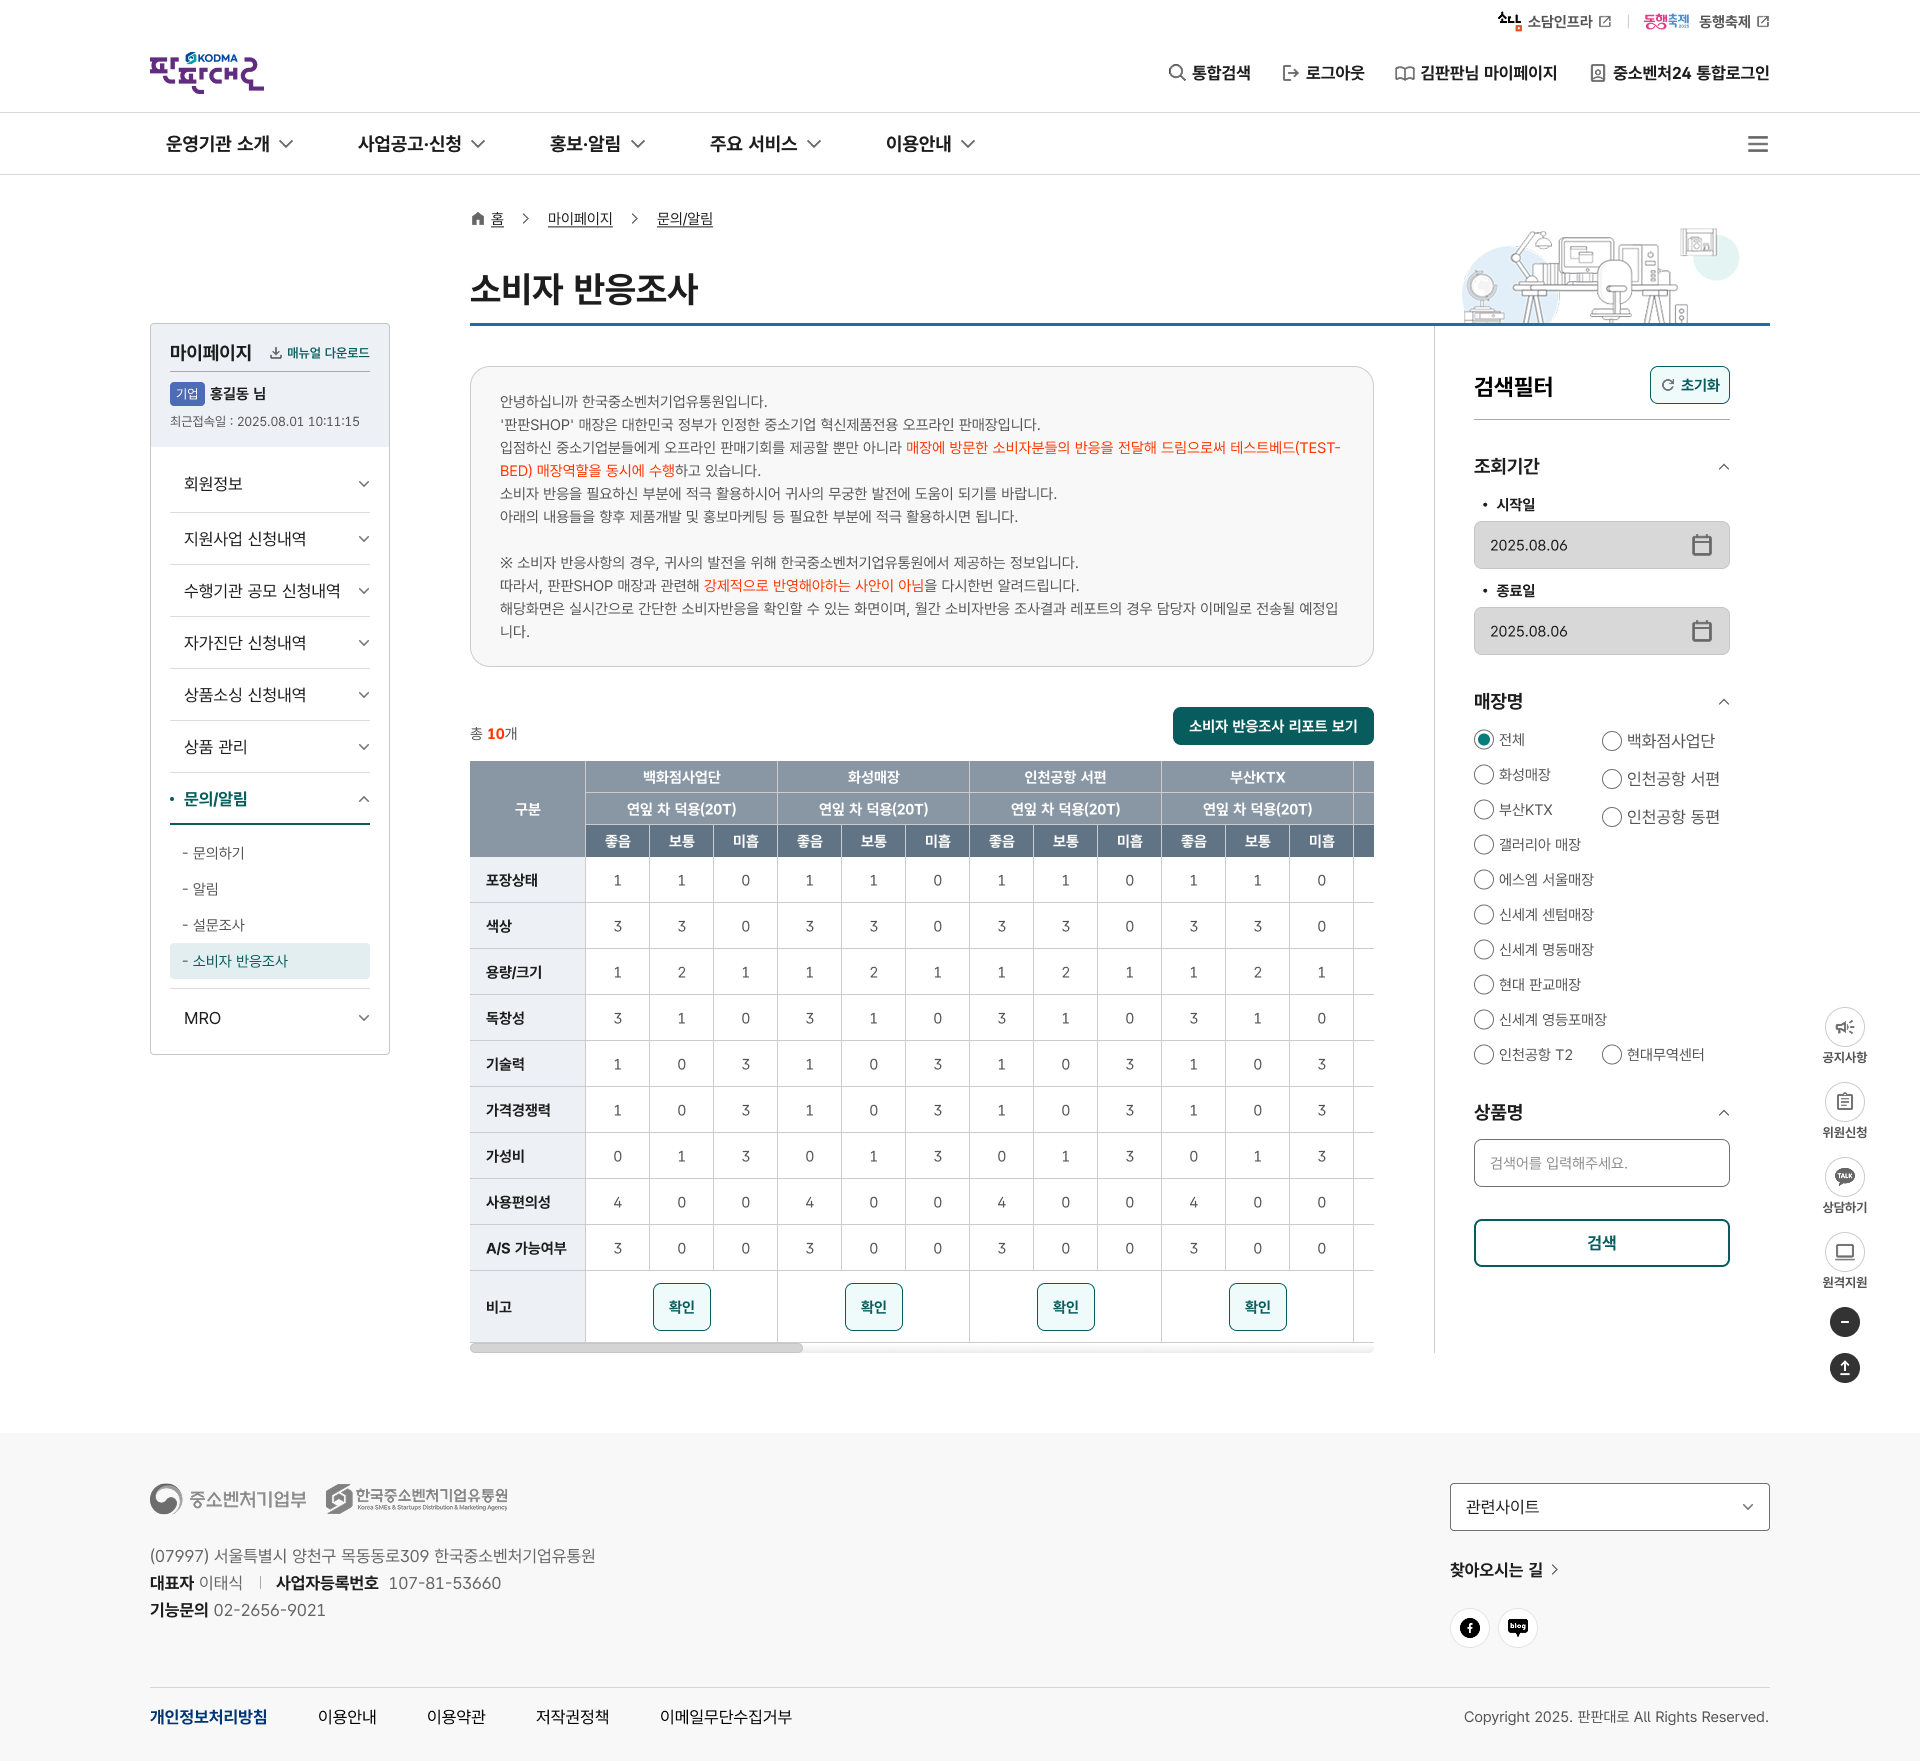 소담 소담인프라
동행축제 2025 동행축제
KODMA
판판대로
통합검색
로그아웃
김판판님 마이페이지
중소벤처24 통합로그인
운영기관 소개
사업공고·신청
홍보·알림
주요 서비스
이용안내
홈 > 마이페이지 > 문의/알림
소비자 반응조사
마이페이지 매뉴얼 다운로드
기업 홍길동 님
최근접속일 : 2025.08.01 10:11:15
회원정보
지원사업 신청내역
수행기관 공모 신청내역
자가진단 신청내역
상품소싱 신청내역
상품 관리
• 문의/알림
- 문의하기
- 알림
- 설문조사
- 소비자 반응조사
MRO
안녕하십니까 한국중소벤처기업유통원입니다.
'판판SHOP' 매장은 대한민국 정부가 인정한 중소기업 혁신제품전용 오프라인 판매장입니다.
입점하신 중소기업분들에게 오프라인 판매기회를 제공할 뿐만 아니라 매장에 방문한 소비자분들의 반응을 전달해 드림으로써 테스트베드(TEST-
BED) 매장역할을 동시에 수행하고 있습니다.
소비자 반응을 필요하신 부분에 적극 활용하시어 귀사의 무궁한 발전에 도움이 되기를 바랍니다.
아래의 내용들을 향후 제품개발 및 홍보마케팅 등 필요한 부분에 적극 활용하시면 됩니다.
※ 소비자 반응사항의 경우, 귀사의 발전을 위해 한국중소벤처기업유통원에서 제공하는 정보입니다.
따라서, 판판SHOP 매장과 관련해 강제적으로 반영해야하는 사안이 아님을 다시한번 알려드립니다.
해당화면은 실시간으로 간단한 소비자반응을 확인할 수 있는 화면이며, 월간 소비자반응 조사결과 레포트의 경우 담당자 이메일로 전송될 예정입
니다.
총 10개
소비자 반응조사 리포트 보기
구분 백화점사업단 화성매장 인천공항 서편 부산KTX
연잎 차 덕용(20T) 연잎 차 덕용(20T) 연잎 차 덕용(20T) 연잎 차 덕용(20T)
좋음 보통 미흡 좋음 보통 미흡 좋음 보통 미흡 좋음 보통 미흡
포장상태 1 1 0 1 1 0 1 1 0 1 1 0
색상 3 3 0 3 3 0 3 3 0 3 3 0
용량/크기 1 2 1 1 2 1 1 2 1 1 2 1
독창성 3 1 0 3 1 0 3 1 0 3 1 0
기술력 1 0 3 1 0 3 1 0 3 1 0 3
가격경쟁력 1 0 3 1 0 3 1 0 3 1 0 3
가성비 0 1 3 0 1 3 0 1 3 0 1 3
사용편의성 4 0 0 4 0 0 4 0 0 4 0 0
A/S 가능여부 3 0 0 3 0 0 3 0 0 3 0 0
비고 확인 확인 확인 확인
검색필터 초기화
조회기간
• 시작일
2025.08.06
• 종료일
2025.08.06
매장명
전체 백화점사업단
화성매장 인천공항 서편
부산KTX 인천공항 동편
갤러리아 매장
에스엠 서울매장
신세계 센텀매장
신세계 명동매장
현대 판교매장
신세계 영등포매장
인천공항 T2 현대무역센터
상품명
검색어를 입력해주세요.
검색
공지사항
위원신청
TALK
상담하기
원격지원
중소벤처기업부
한국중소벤처기업유통원
Korea SMEs & Startups Distribution & Marketing Agency
(07997) 서울특별시 양천구 목동동로309 한국중소벤처기업유통원
대표자 이태식 사업자등록번호 107-81-53660
기능문의 02-2656-9021
관련사이트
찾아오시는 길
blog
개인정보처리방침
이용안내
이용약관
저작권정책
이메일무단수집거부
Copyright 2025. 판판대로 All Rights Reserved.